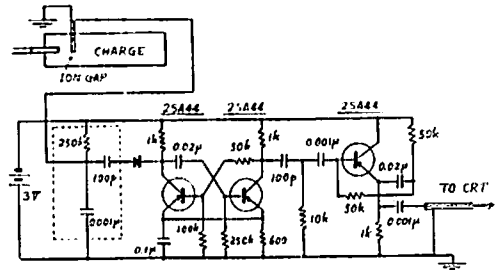 CHARGE
ION GAP
2SA44 2SA44 2SA44
250k 1k 0.02μ 50k 1k 0.001μ 50k
100p 100p 0.02μ
3V
0.001μ 50k TO CRT
0.1μ 100k 250k 600 10k 1k 0.001μ